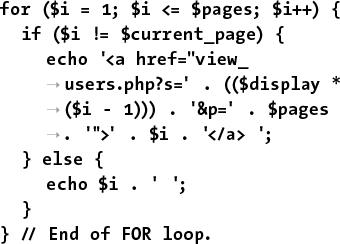 for ($i = 1; $i <= $pages; $i++) {
  if ($i != $current_page) {
    echo '<a href="view_
    → users.php?s=' . (($display *
    → ($i - 1))) . '&p=' . $pages
    → . '">' . $i . '</a> ';
  } else {
    echo $i . ' ';
  }
} // End of FOR loop.